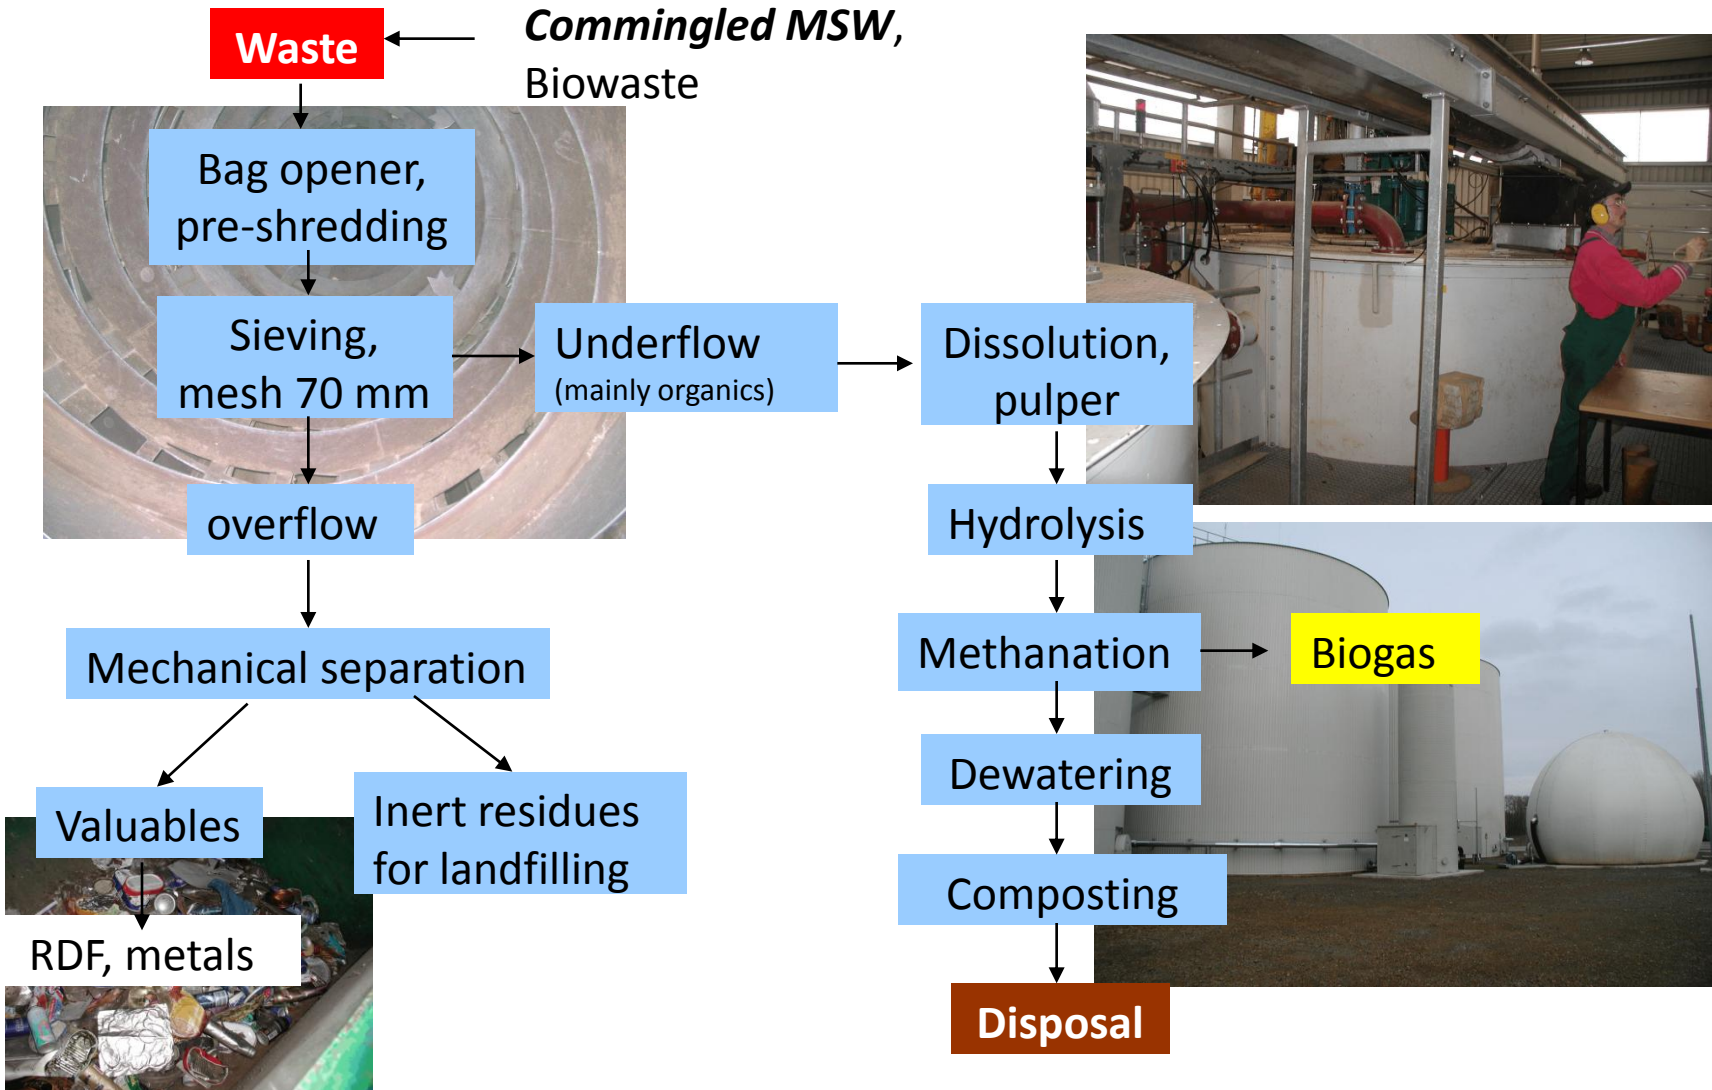 Waste
Commingled MSW,
Biowaste
Bag opener,
pre-shredding
Sieving,
mesh 70 mm
Underflow
(mainly organics)
Dissolution,
pulper
overflow
Hydrolysis
Mechanical separation
Methanation
Biogas
Dewatering
Valuables
Inert residues
for landfilling
Composting
RDF, metals
Disposal